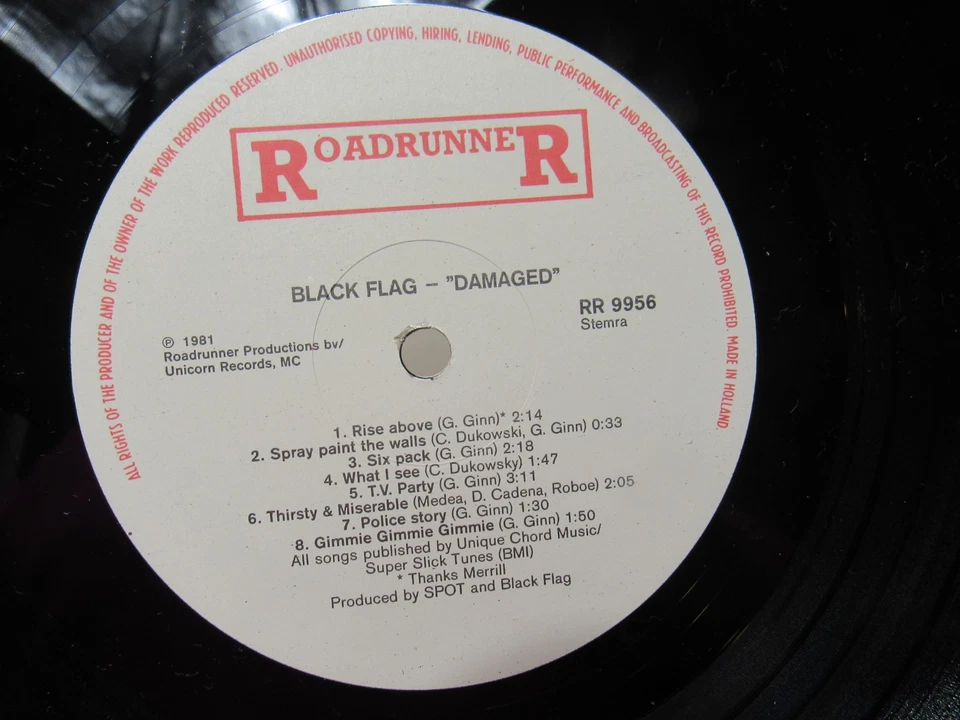 ALL RIGHTS OF THE PRODUCER AND OF THE OWNER OF THE WORK REPRODUCED RESERVED. UNAUTHORISED COPYING, HIRING, LENDING, PUBLIC PERFORMANCE AND BROADCASTING OF THIS RECORD PROHIBITED. MADE IN HOLLAND.
ROADRUNNER
BLACK FLAG – ”DAMAGED”
RR 9956
Stemra
℗ 1981
Roadrunner Productions bv/
Unicorn Records, MC
1. Rise above (G. Ginn)* 2:14
2. Spray paint the walls (C. Dukowski, G. Ginn) 0:33
3. Six pack (G. Ginn) 2:18
4. What I see (C. Dukowsky) 1:47
5. T.V. Party (G. Ginn) 3:11
6. Thirsty & Miserable (Medea, D. Cadena, Roboe) 2:05
7. Police story (G. Ginn) 1:30
8. Gimmie Gimmie Gimmie (G. Ginn) 1:50
All songs published by Unique Chord Music/
Super Slick Tunes (BMI)
* Thanks Merrill
Produced by SPOT and Black Flag